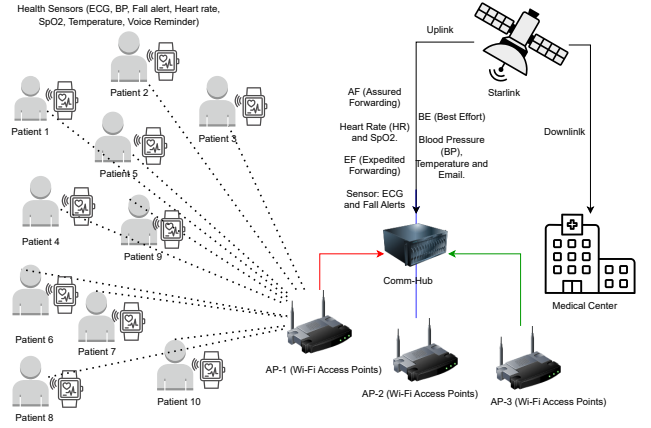 Health Sensors (ECG, BP, Fall alert, Heart rate,
SpO2, Temperature, Voice Reminder)
Patient 2
Patient 1
Patient 3
Patient 5
Patient 4
Patient 9
Patient 6
Patient 7
Patient 8
Patient 10
Uplink
Starlink
AF (Assured
Forwarding)
Heart Rate (HR)
and SpO2.
EF (Expedited
Forwarding)
Sensor: ECG
and Fall Alerts
BE (Best Effort)
Blood Pressure
(BP),
Temperature and
Email.
Downlink
Comm-Hub
Medical Center
AP-1 (Wi-Fi Access Points)
AP-2 (Wi-Fi Access Points)
AP-3 (Wi-Fi Access Points)